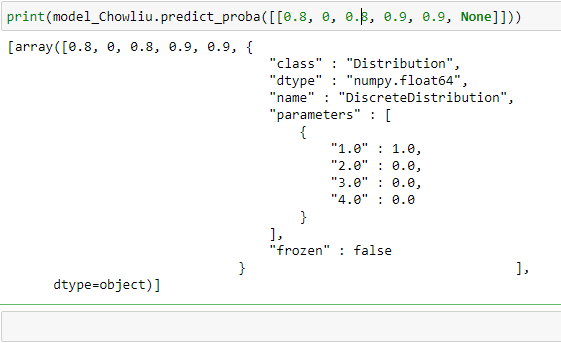 print(model_Chowliu.predict_proba([[0.8, 0, 0.8, 0.9, 0.9, None]]))
[array([0.8, 0, 0.8, 0.9, 0.9, {
"class" : "Distribution",
"dtype" : "numpy.float64",
"name" : "DiscreteDistribution",
"parameters" : [
{
"1.0" : 1.0,
"2.0" : 0.0,
"3.0" : 0.0,
"4.0" : 0.0
}
],
"frozen" : false
} ],
dtype=object)]